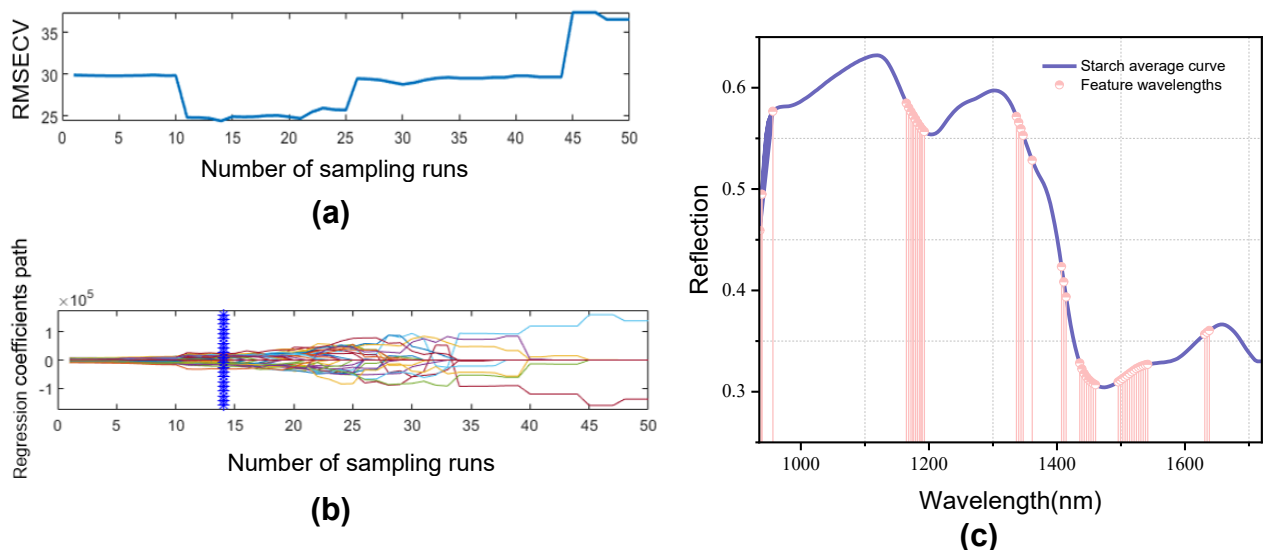 RMSECV
35
30
25
0 5 10 15 20 25 30 35 40 45 50
Number of sampling runs
(a)
Regression coefficients path
×10⁵
1
0
-1
0 5 10 15 20 25 30 35 40 45 50
Number of sampling runs
(b)
Starch average curve
Feature wavelengths
Reflection
0.6
0.5
0.4
0.3
1000 1200 1400 1600
Wavelength(nm)
(c)